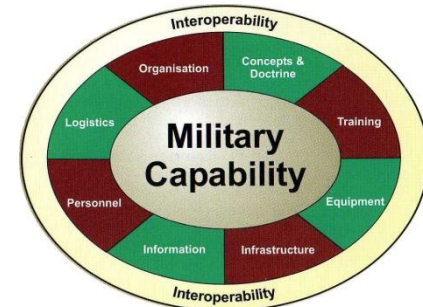 Interoperability
Organisation
Concepts &
Doctrine
Logistics
Training
Military
Capability
Personnel
Equipment
Information
Infrastructure
Interoperability